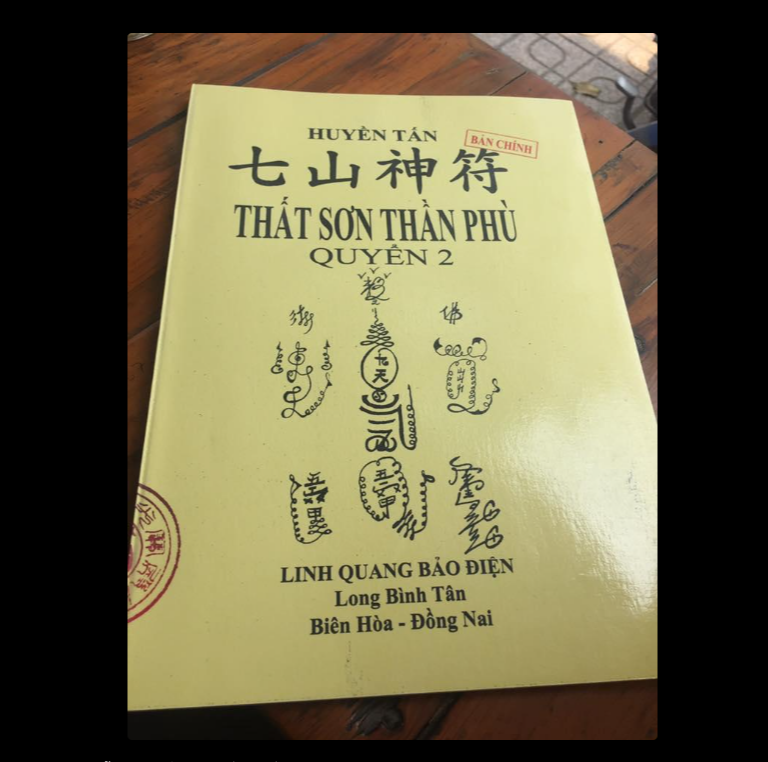 HUYỀN TẤN
BẢN CHÍNH
七山神符
THẤT SƠN THẦN PHÙ
QUYỂN 2
佛
LINH QUANG BẢO ĐIỆN
Long Bình Tân
Biên Hòa - Đồng Nai